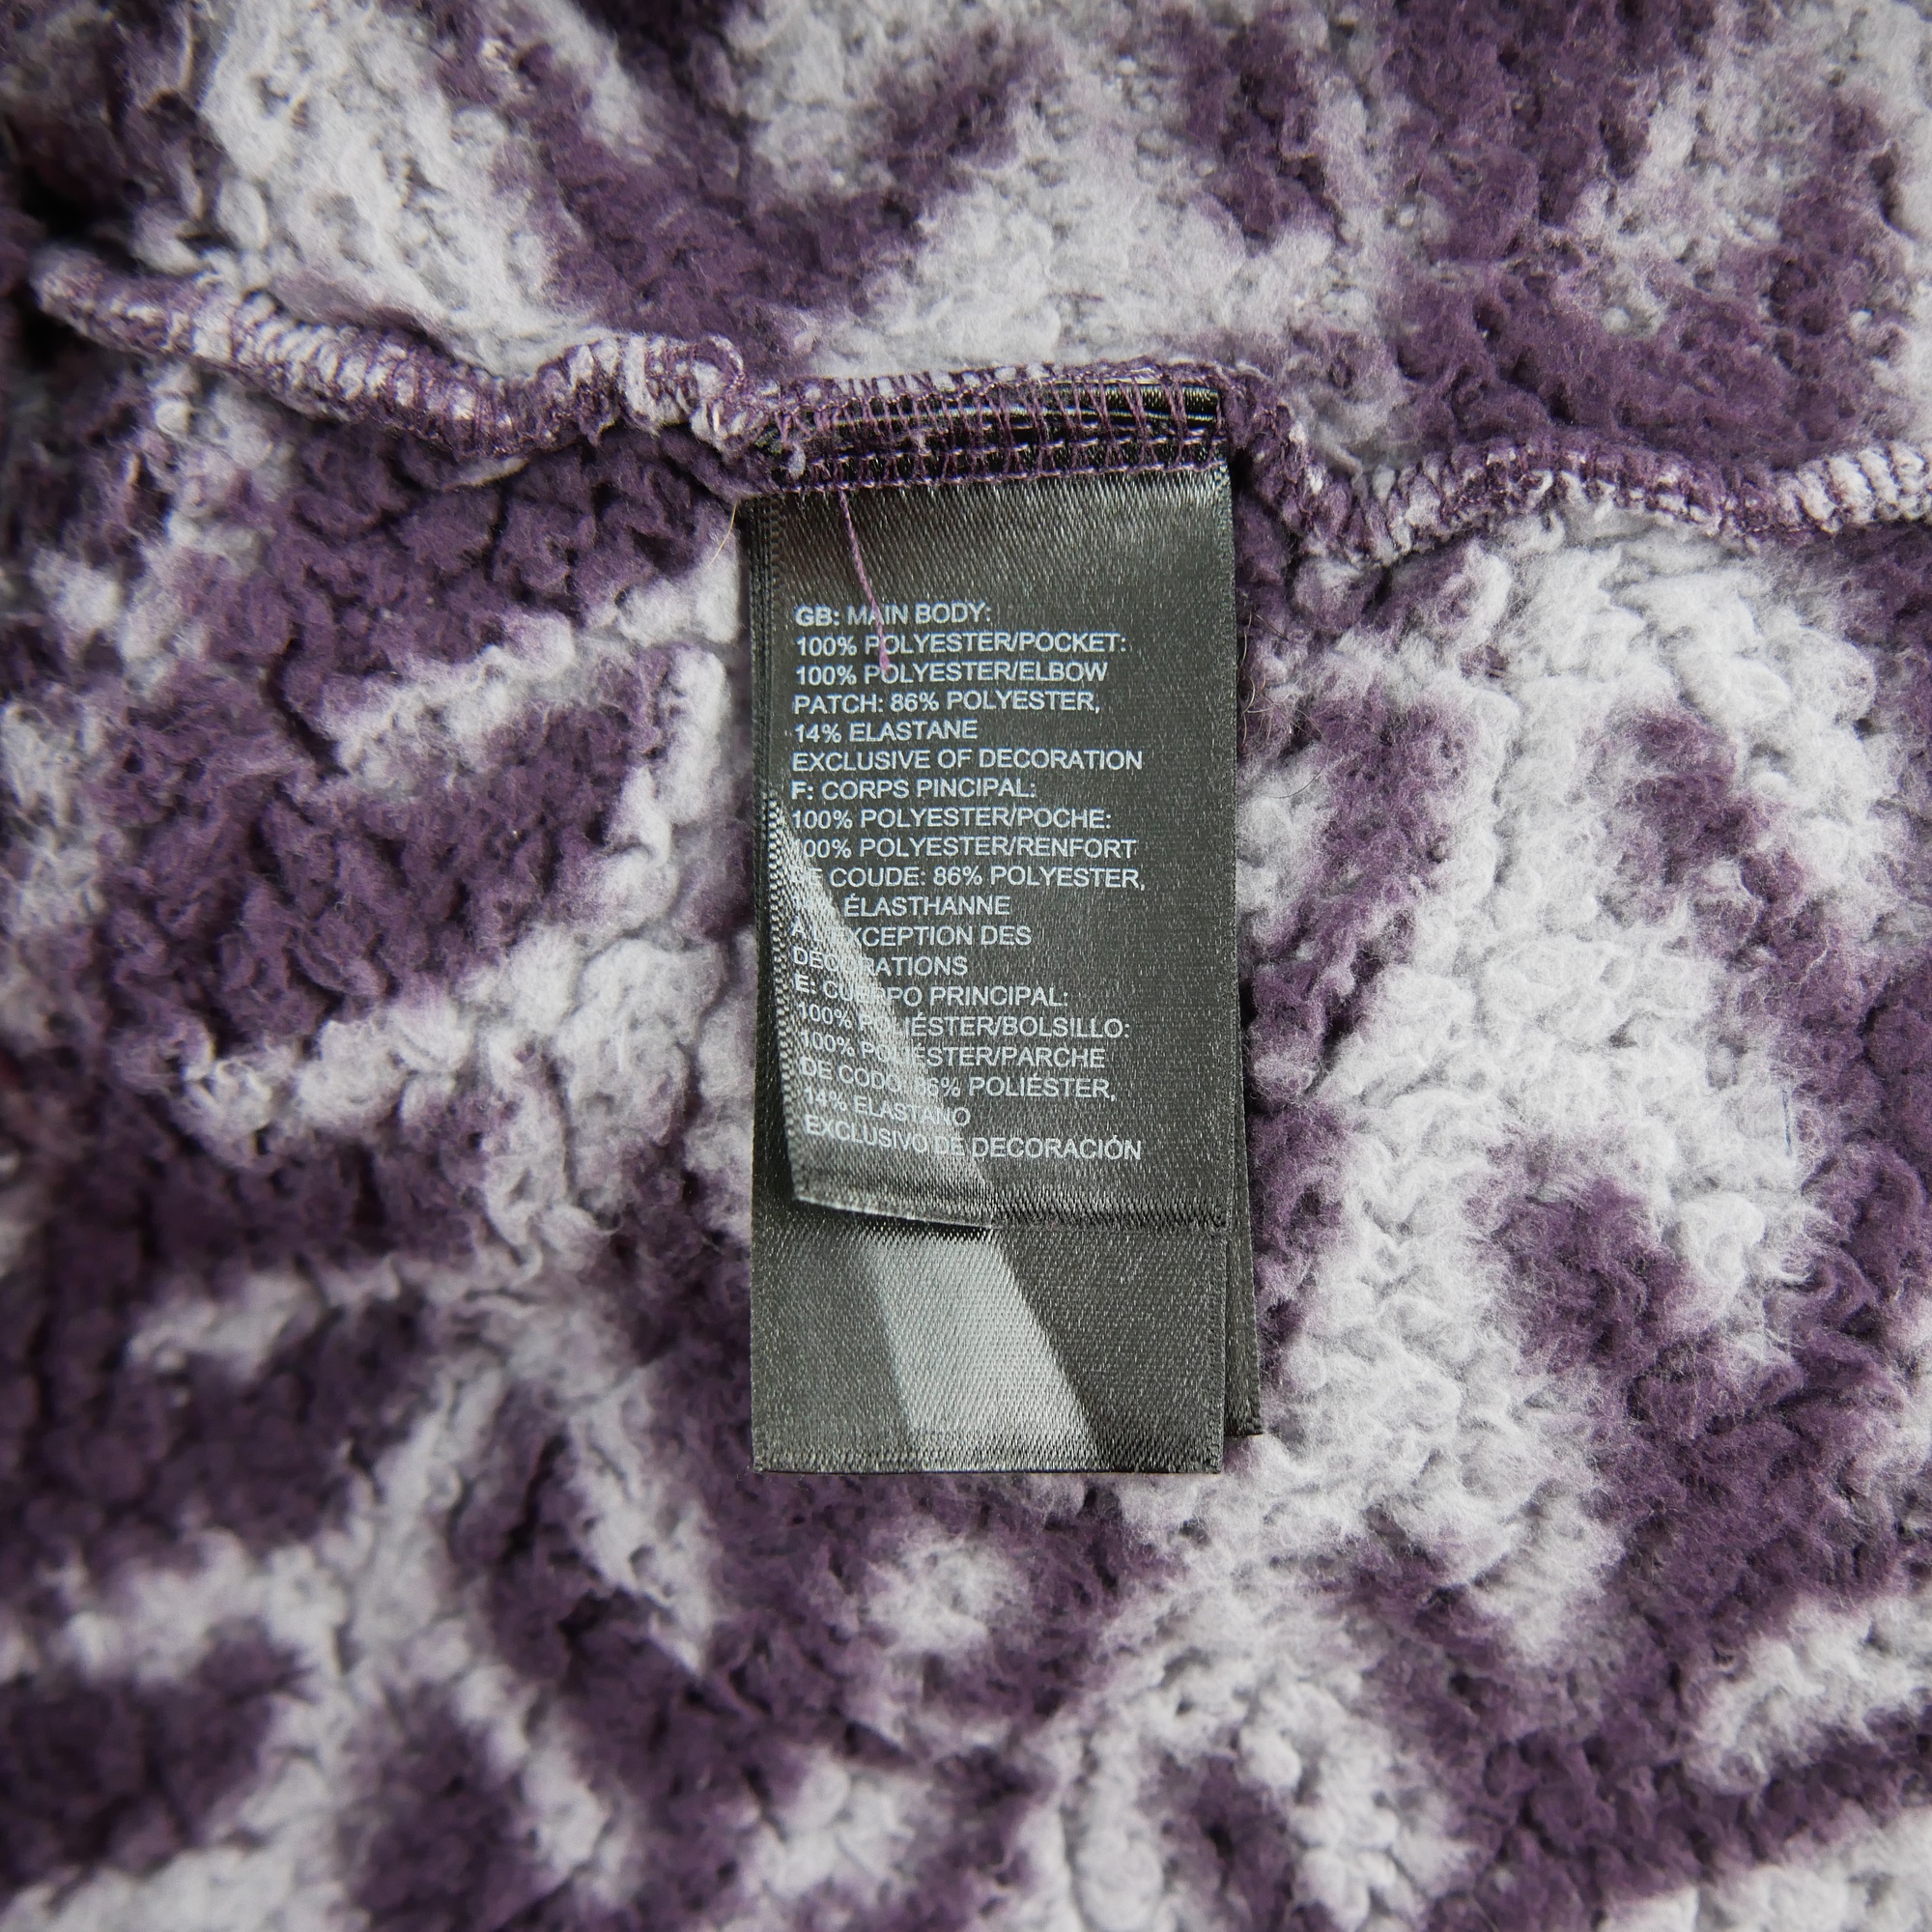 GB: MAIN BODY:
100% POLYESTER/POCKET:
100% POLYESTER/ELBOW
PATCH: 86% POLYESTER,
14% ELASTANE
EXCLUSIVE OF DECORATION
F: CORPS PINCIPAL:
100% POLYESTER/POCHE:
100% POLYESTER/RENFORT
DE COUDE: 86% POLYESTER,
14% ÉLASTHANNE
À L'EXCEPTION DES
DÉCORATIONS
E: CUERPO PRINCIPAL:
100% POLIÉSTER/BOLSILLO:
100% POLIÉSTER/PARCHE
DE CODO: 86% POLIÉSTER,
14% ELASTANO
EXCLUSIVO DE DECORACIÓN